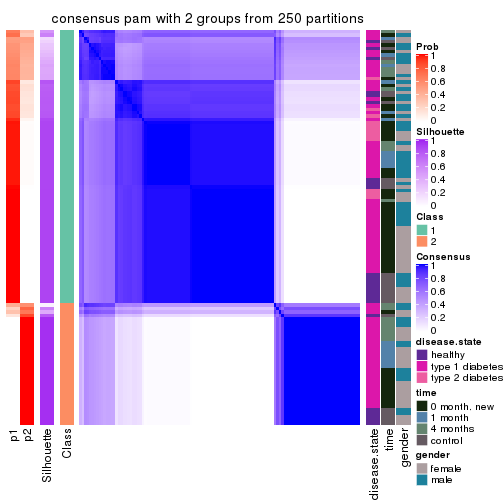 consensus pam with 2 groups from 250 partitions
Prob
1
0.8
0.6
0.4
0.2
0
Silhouette
1
0.8
0.6
0.4
0.2
0
Class
1
2
Consensus
1
0.8
0.6
0.4
0.2
0
disease.state
healthy
type 1 diabetes
type 2 diabetes
time
0 month. new
1 month
4 months
control
gender
female
male
p1
p2
Silhouette
Class
disease.state
time
gender